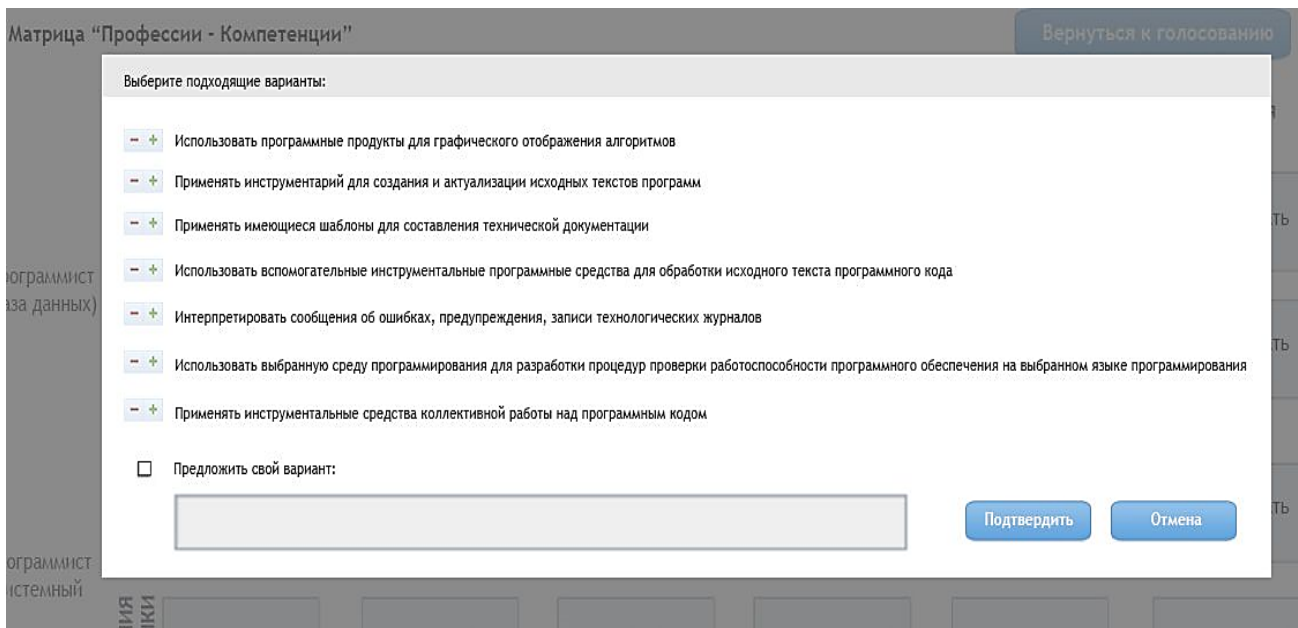 Матрица “Профессии - Компетенции”
Вернуться к голосованию
Выберите подходящие варианты:
- + Использовать программные продукты для графического отображения алгоритмов
- + Применять инструментарий для создания и актуализации исходных текстов программ
- + Применять имеющиеся шаблоны для составления технической документации
- + Использовать вспомогательные инструментальные программные средства для обработки исходного текста программного кода
- + Интерпретировать сообщения об ошибках, предупреждения, записи технологических журналов
- + Использовать выбранную среду программирования для разработки процедур проверки работоспособности программного обеспечения на выбранном языке программирования
- + Применять инструментальные средства коллективной работы над программным кодом
Предложить свой вариант:
Подтвердить
Отмена
данных)